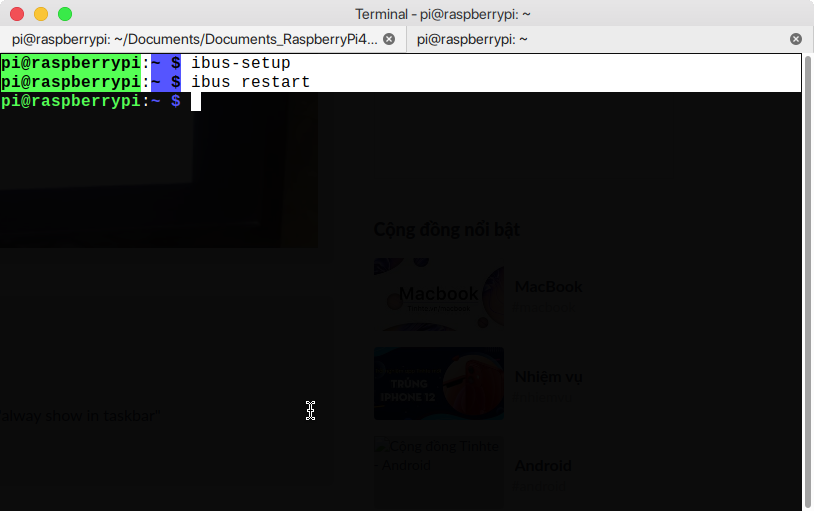 Terminal - pi@raspberrypi: ~
pi@raspberrypi: ~/Documents/Documents_RaspberryPi4...
pi@raspberrypi: ~
pi@raspberrypi:~ $ ibus-setup
pi@raspberrypi:~ $ ibus restart
pi@raspberrypi:~ $
Cộng đồng nổi bật
Macbook
MacBook
TRÚNG
IPHONE 12
Nhiệm vụ
alway show in taskbar"
Cộng đồng Tinhte
Android
Android